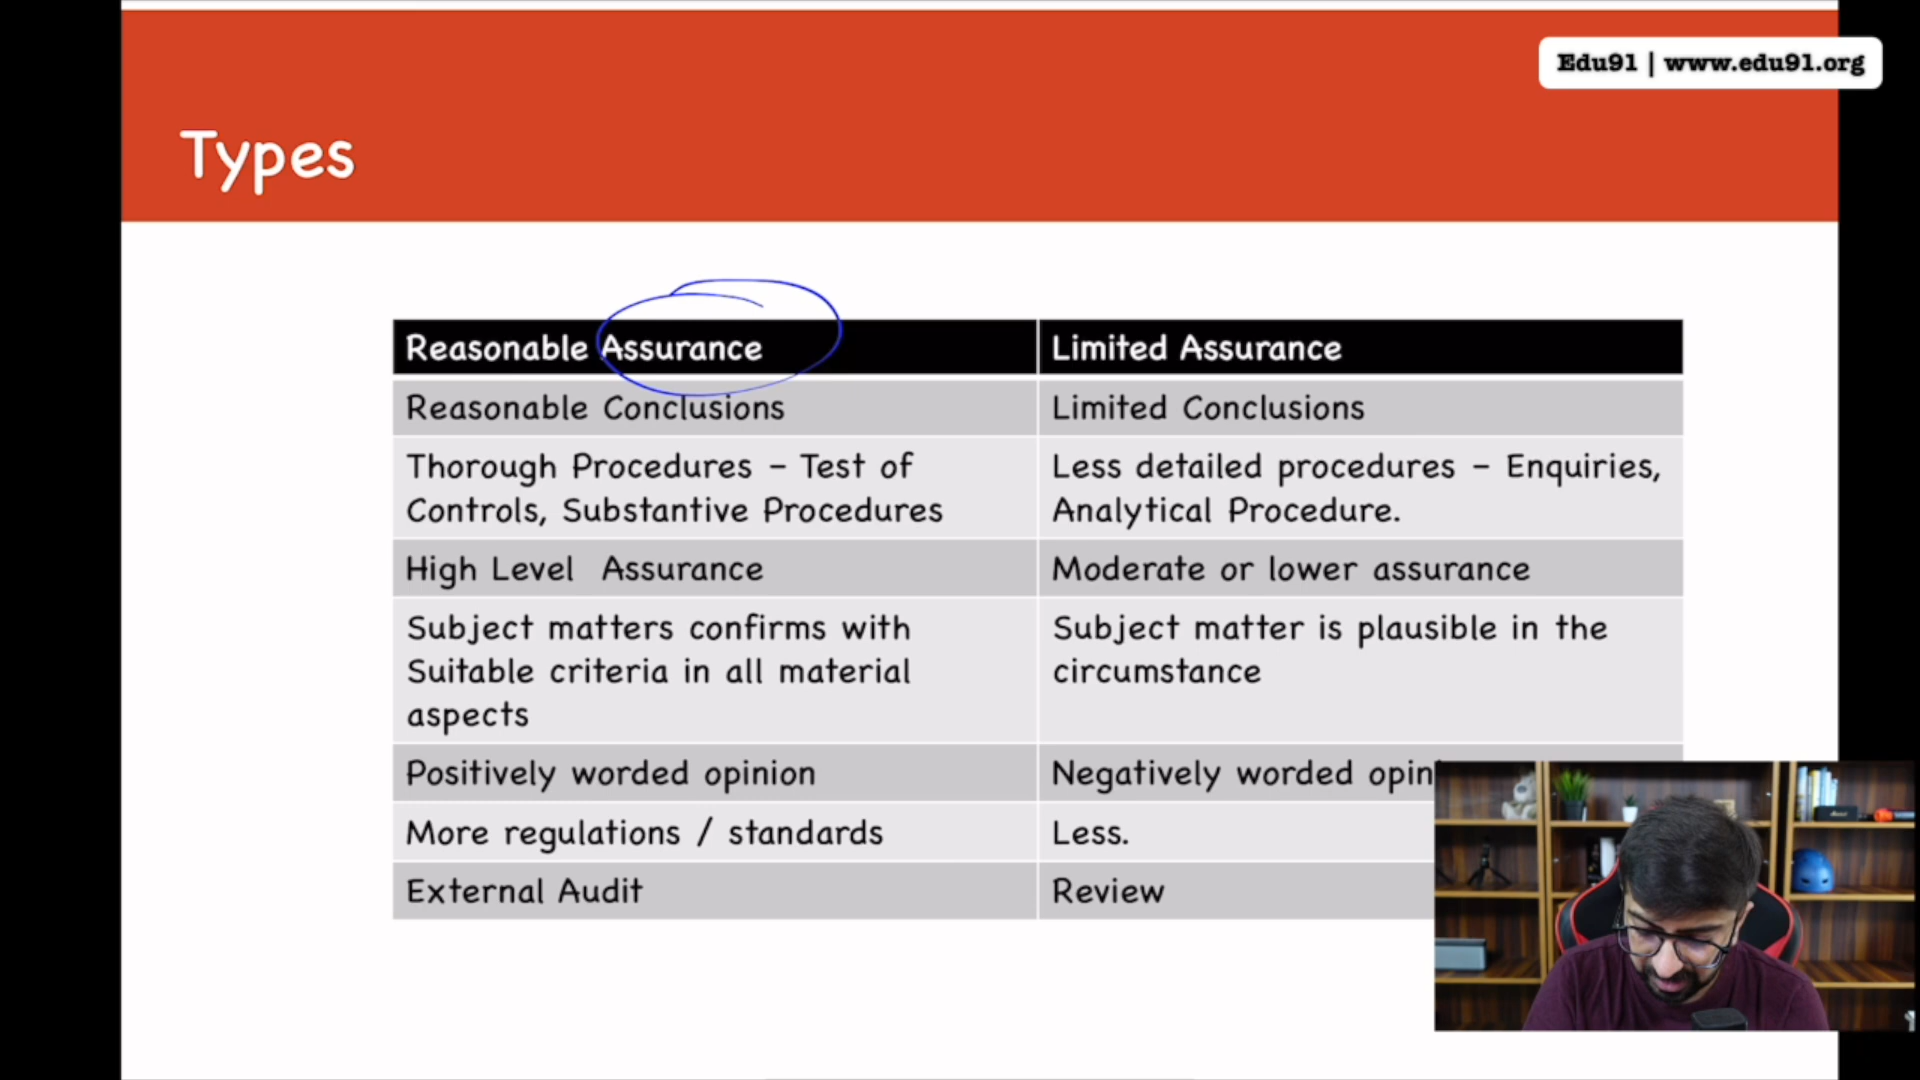 Edu91 | www.edu91.org
Types
Reasonable Assurance
Limited Assurance
Reasonable Conclusions
Limited Conclusions
Thorough Procedures - Test of
Controls, Substantive Procedures
Less detailed procedures - Enquiries,
Analytical Procedure.
High Level Assurance
Moderate or lower assurance
Subject matters confirms with
Suitable criteria in all material
aspects
Subject matter is plausible in the
circumstance
Positively worded opinion
Negatively worded opin
More regulations / standards
Less.
External Audit
Review